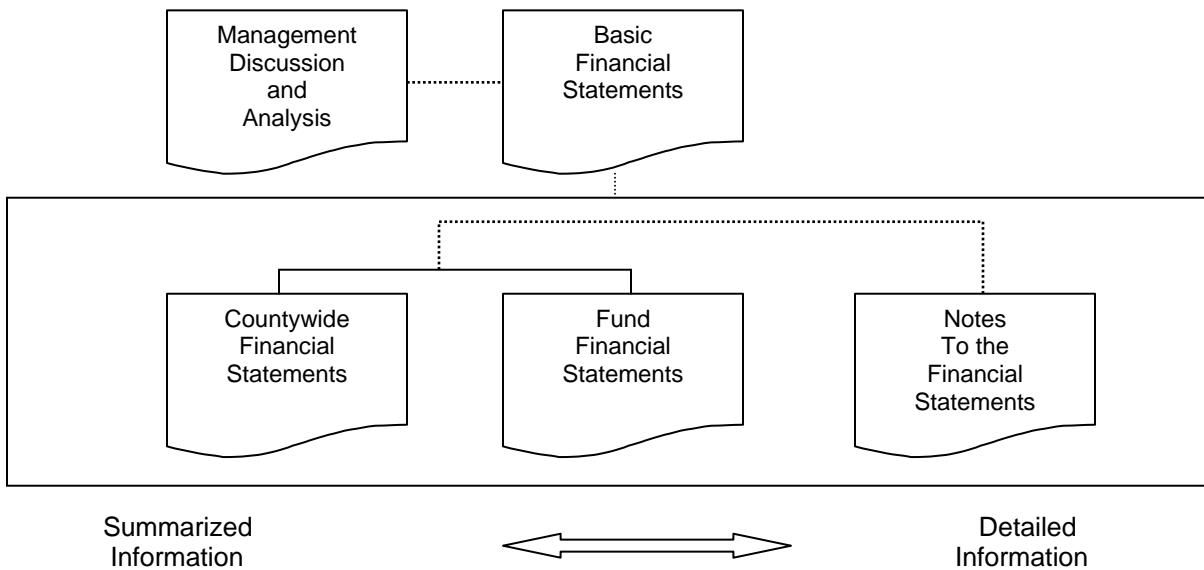 Management
Discussion
and
Analysis
Basic
Financial
Statements
Countywide
Financial
Statements
Fund
Financial
Statements
Notes
To the
Financial
Statements
Summarized
Information
Detailed
Information